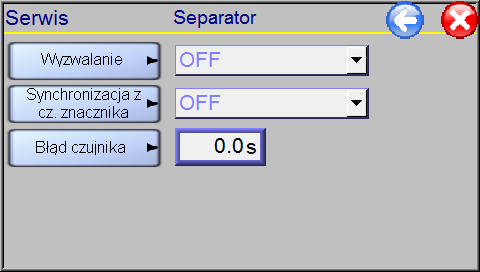 Serwis Separator
Wyzwalanie OFF
Synchronizacja z
cz. znacznika OFF
Błąd czujnika 0.0s